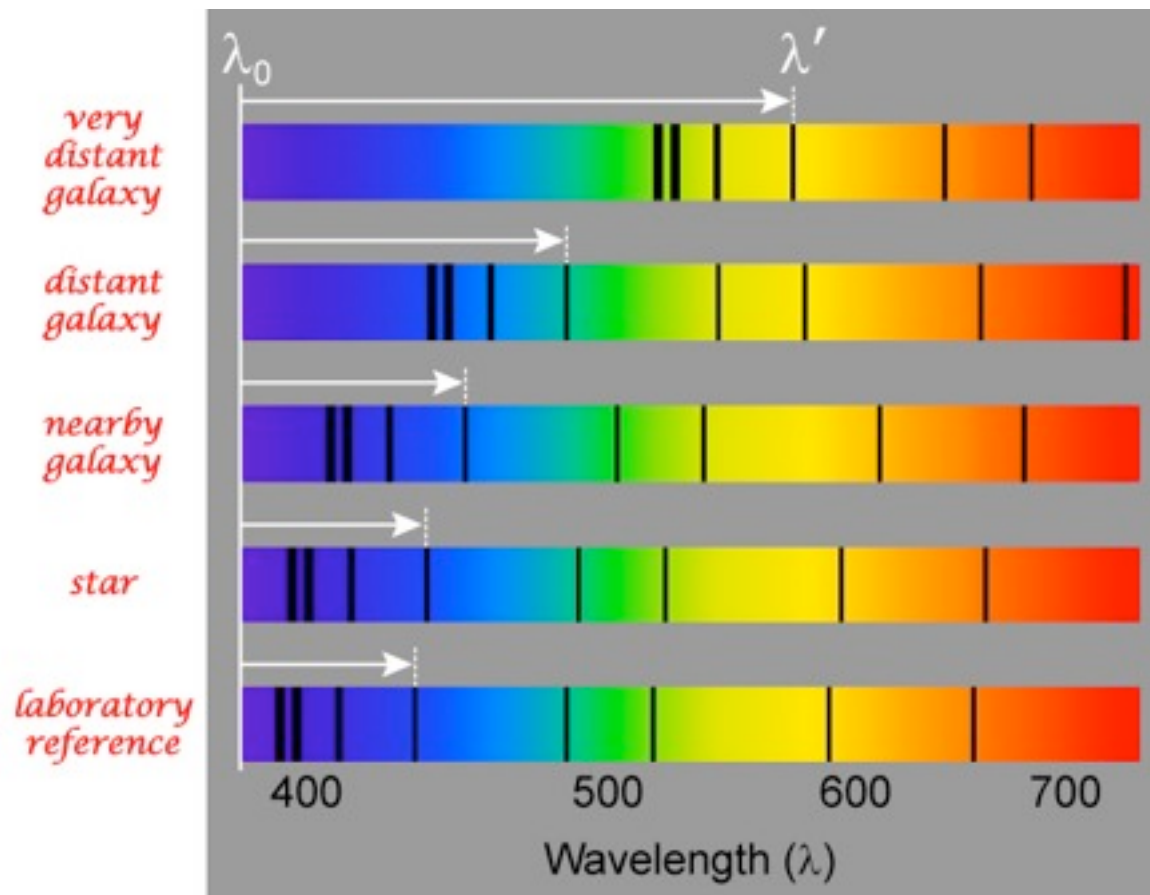 λ₀
λ′
very
distant
galaxy
distant
galaxy
nearby
galaxy
star
laboratory
reference
400 500 600 700
Wavelength (λ)